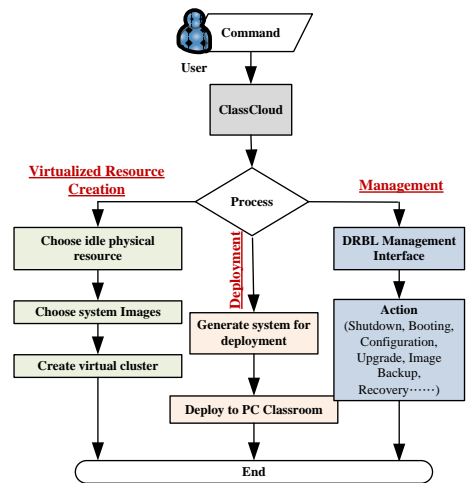 Command
User
ClassCloud
Virtualized Resource
Creation
Process
Management
Deployment
Choose idle physical
resource
Choose system Images
Create virtual cluster
Generate system for
deployment
Deploy to PC Classroom
DRBL Management
Interface
Action
(Shutdown, Booting,
Configuration,
Upgrade, Image
Backup,
Recovery……)
End